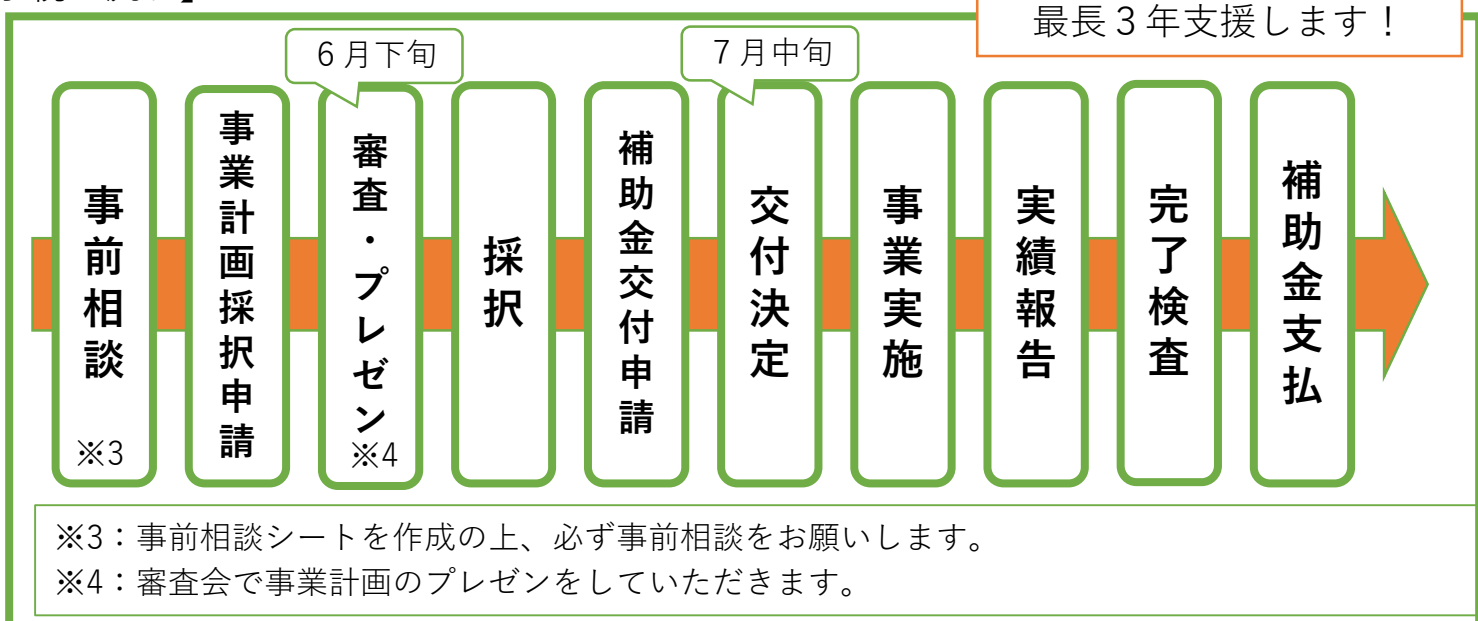 最長３年支援します！
６月下旬
７月中旬
事前相談
※3
事業計画採択申請
審査・プレゼン
※4
採択
補助金交付申請
交付決定
事業実施
実績報告
完了検査
補助金支払
※3：事前相談シートを作成の上、必ず事前相談をお願いします。
※4：審査会で事業計画のプレゼンをしていただきます。